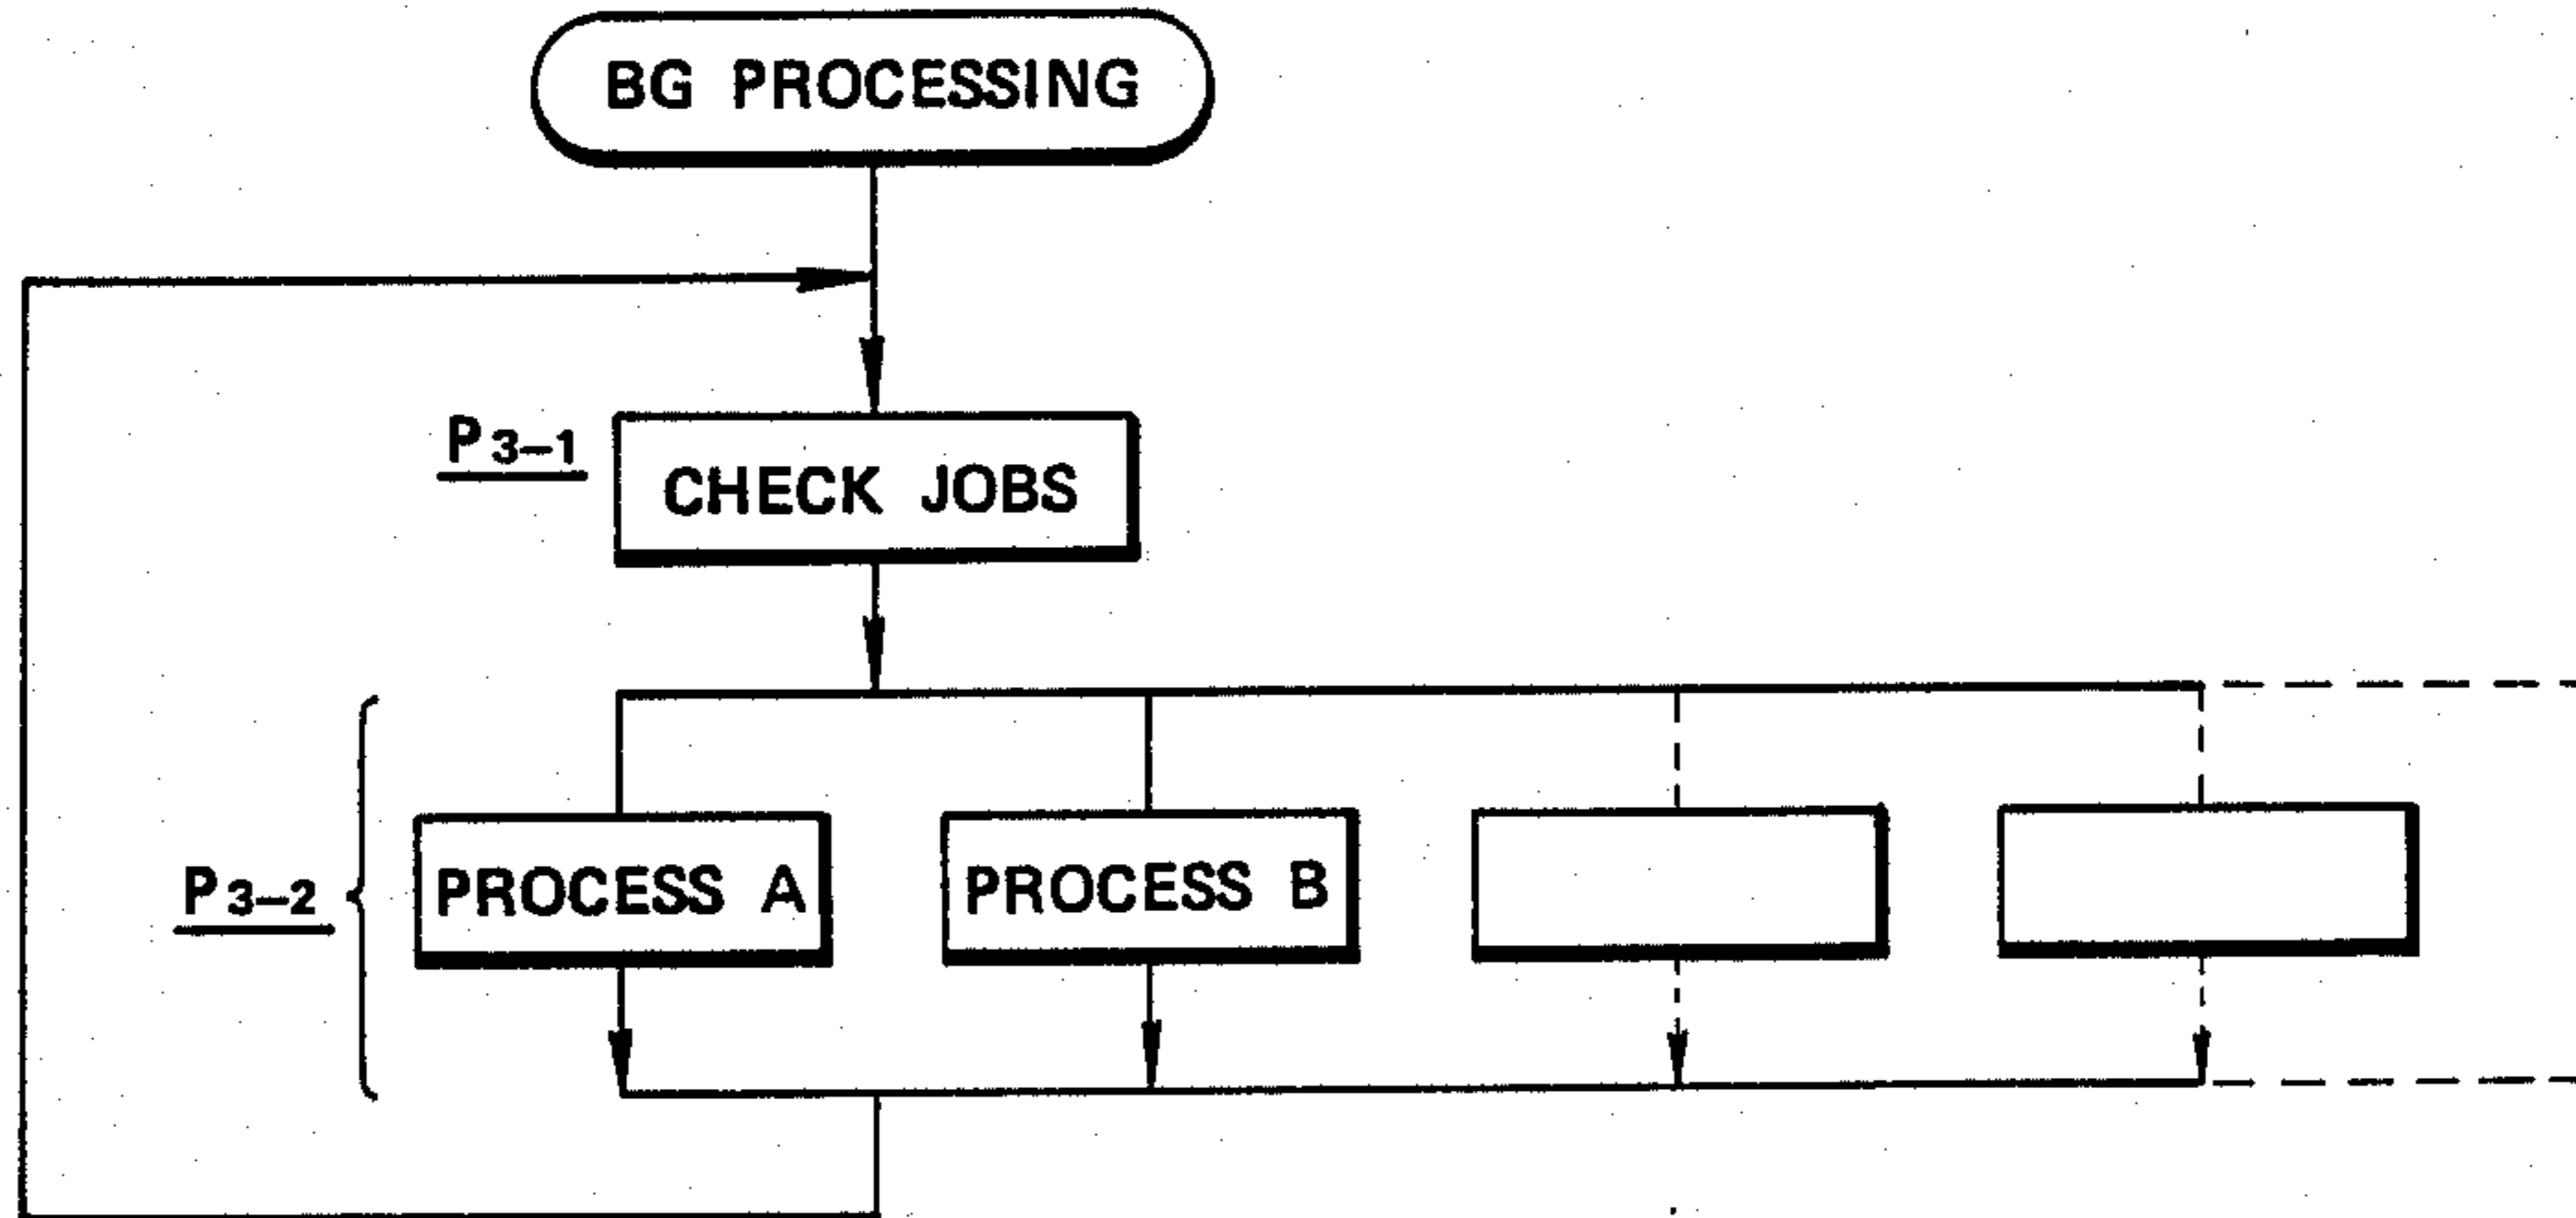 BG PROCESSING
P3-1
CHECK JOBS
P3-2
PROCESS A
PROCESS B